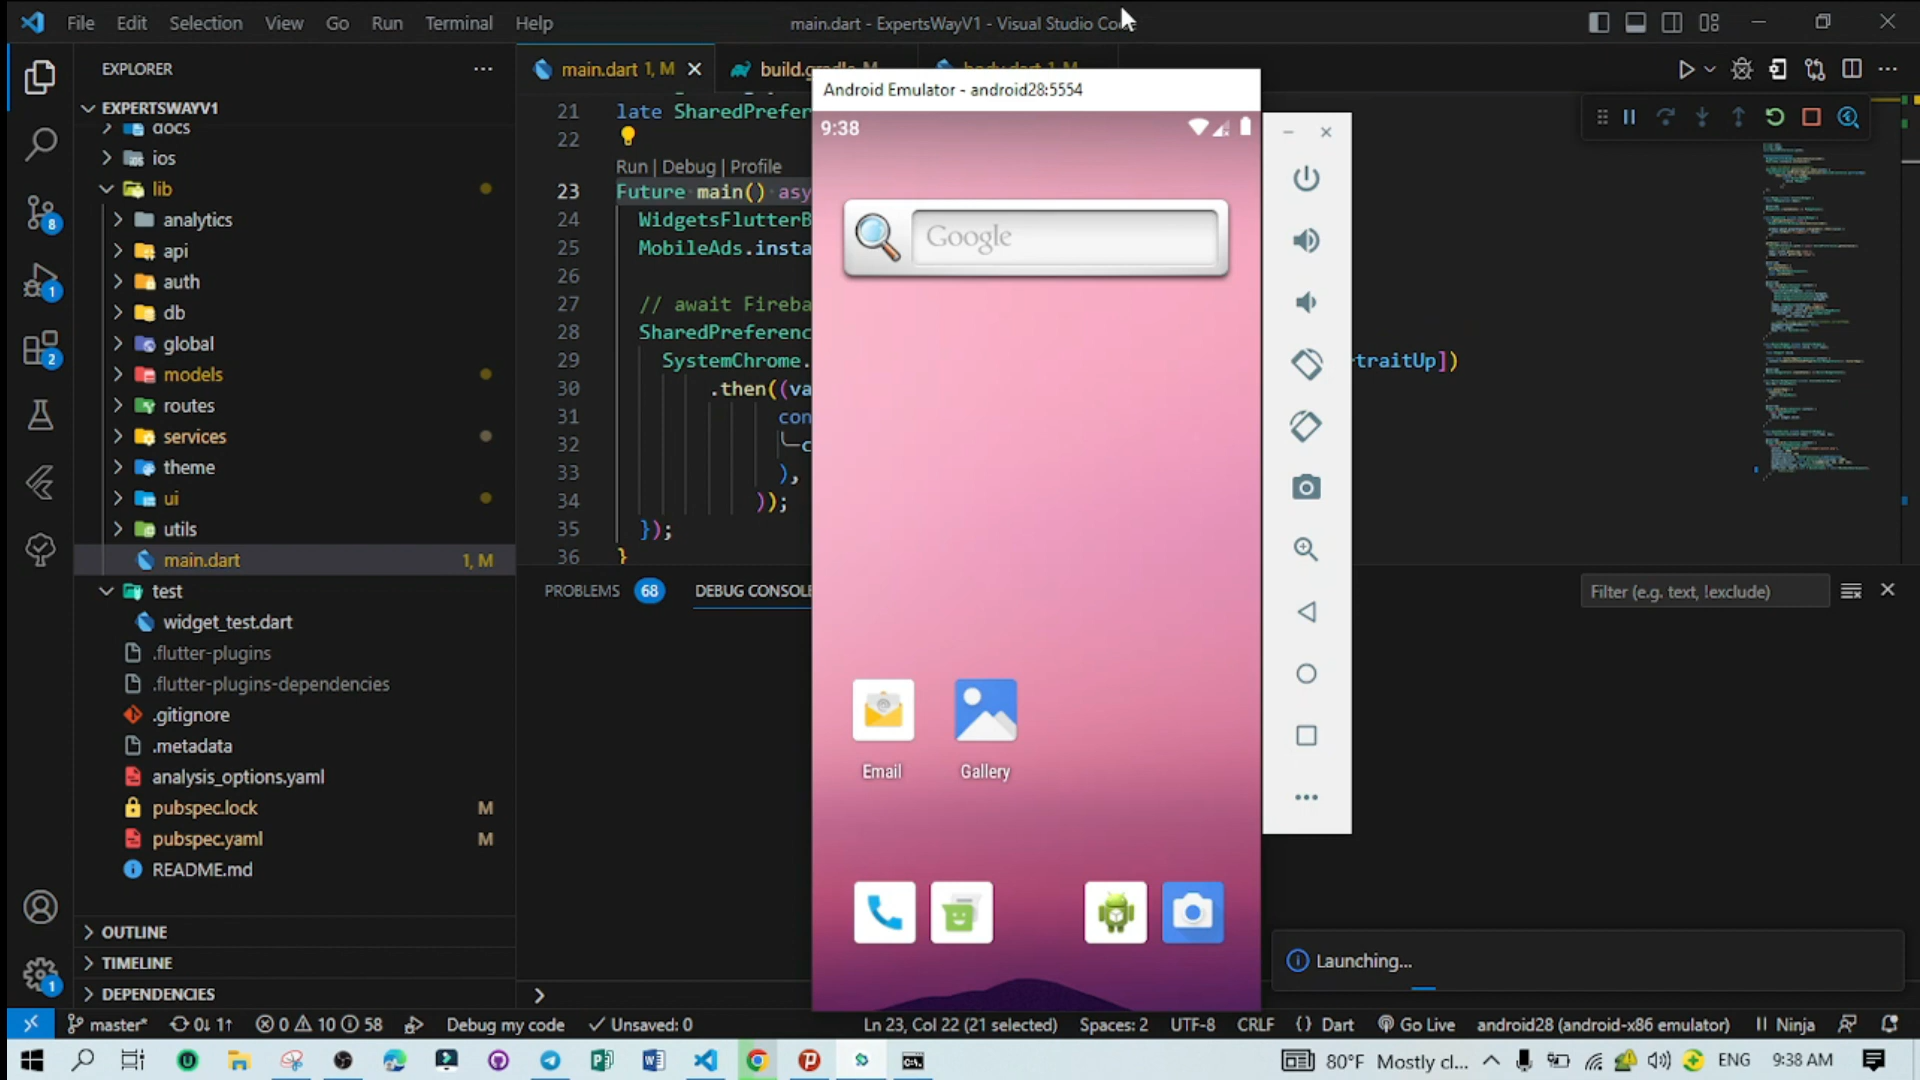 File Edit Selection View Go Run Terminal Help
main.dart - ExpertsWayV1 - Visual Studio
EXPLORER
EXPERTSWAYV1
docs
ios
lib
analytics
api
auth
db
global
models
routes
services
theme
ui
utils
main.dart 1, M
test
widget_test.dart
.flutter-plugins
.flutter-plugins-dependencies
.gitignore
.metadata
analysis_options.yaml
pubspec.lock M
pubspec.yaml M
README.md
OUTLINE
TIMELINE
DEPENDENCIES
8
1
2
1
main.dart 1, M
21 late SharedPrefer
22
Run | Debug | Profile
23 Future main() asy
24 WidgetsFlutterB
25 MobileAds.insta
26
27 // await Fireba
28 SharedPreferenc
29 SystemChrome. traitUp])
30 .then((va
31 con
32 c
33 ),
34 ));
35 });
36 }
PROBLEMS 68 DEBUG CONSOLE
Filter (e.g. text, !exclude)
Android Emulator - android28:5554
9:38
Google
Email
Gallery
Launching...
master* 0↓ 1↑ 0 10 58 Debug my code Unsaved: 0 Ln 23, Col 22 (21 selected) Spaces: 2 UTF-8 CRLF {} Dart Go Live android28 (android-x86 emulator) Ninja
80°F Mostly cl... ENG 9:38 AM